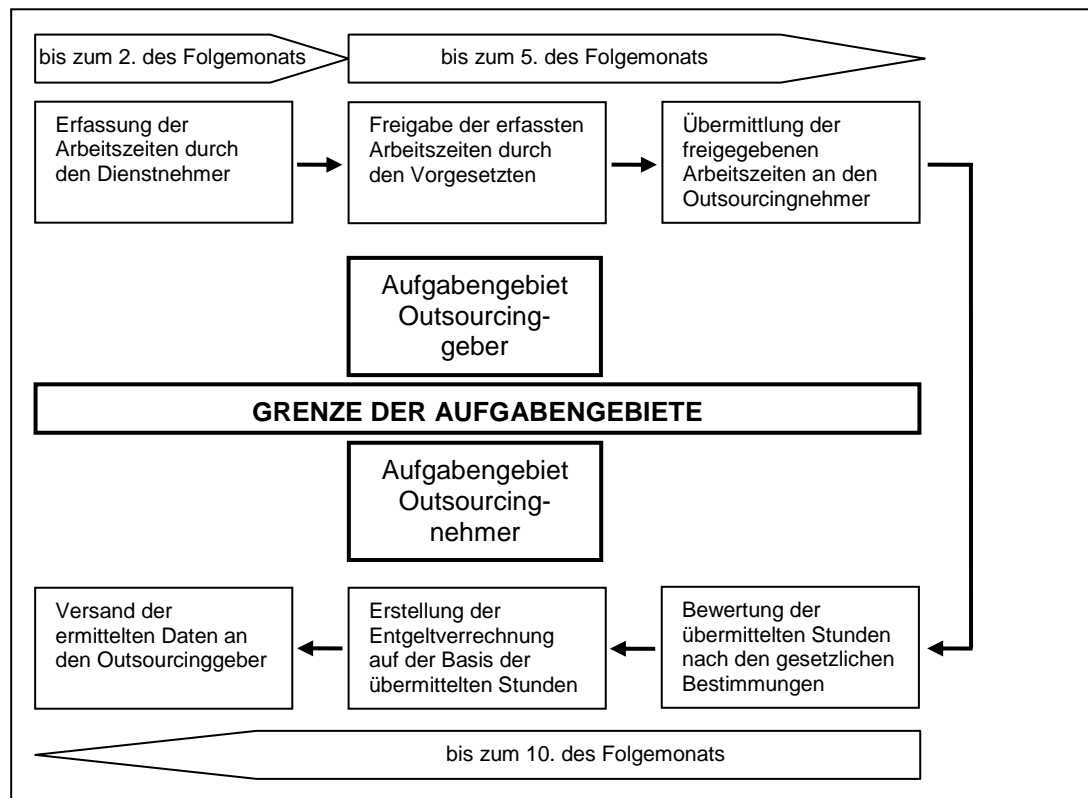 bis zum 2. des Folgemonats
bis zum 5. des Folgemonats
Erfassung der
Arbeitszeiten durch
den Dienstnehmer
Freigabe der erfassten
Arbeitszeiten durch
den Vorgesetzten
Übermittlung der
freigegebenen
Arbeitszeiten an den
Outsourcingnehmer
Aufgabengebiet
Outsourcing-
geber
GRENZE DER AUFGABENGEBIETE
Aufgabengebiet
Outsourcing-
nehmer
Versand der
ermittelten Daten an
den Outsourcinggeber
Erstellung der
Entgeltverrechnung
auf der Basis der
übermittelten Stunden
Bewertung der
übermittelten Stunden
nach den gesetzlichen
Bestimmungen
bis zum 10. des Folgemonats